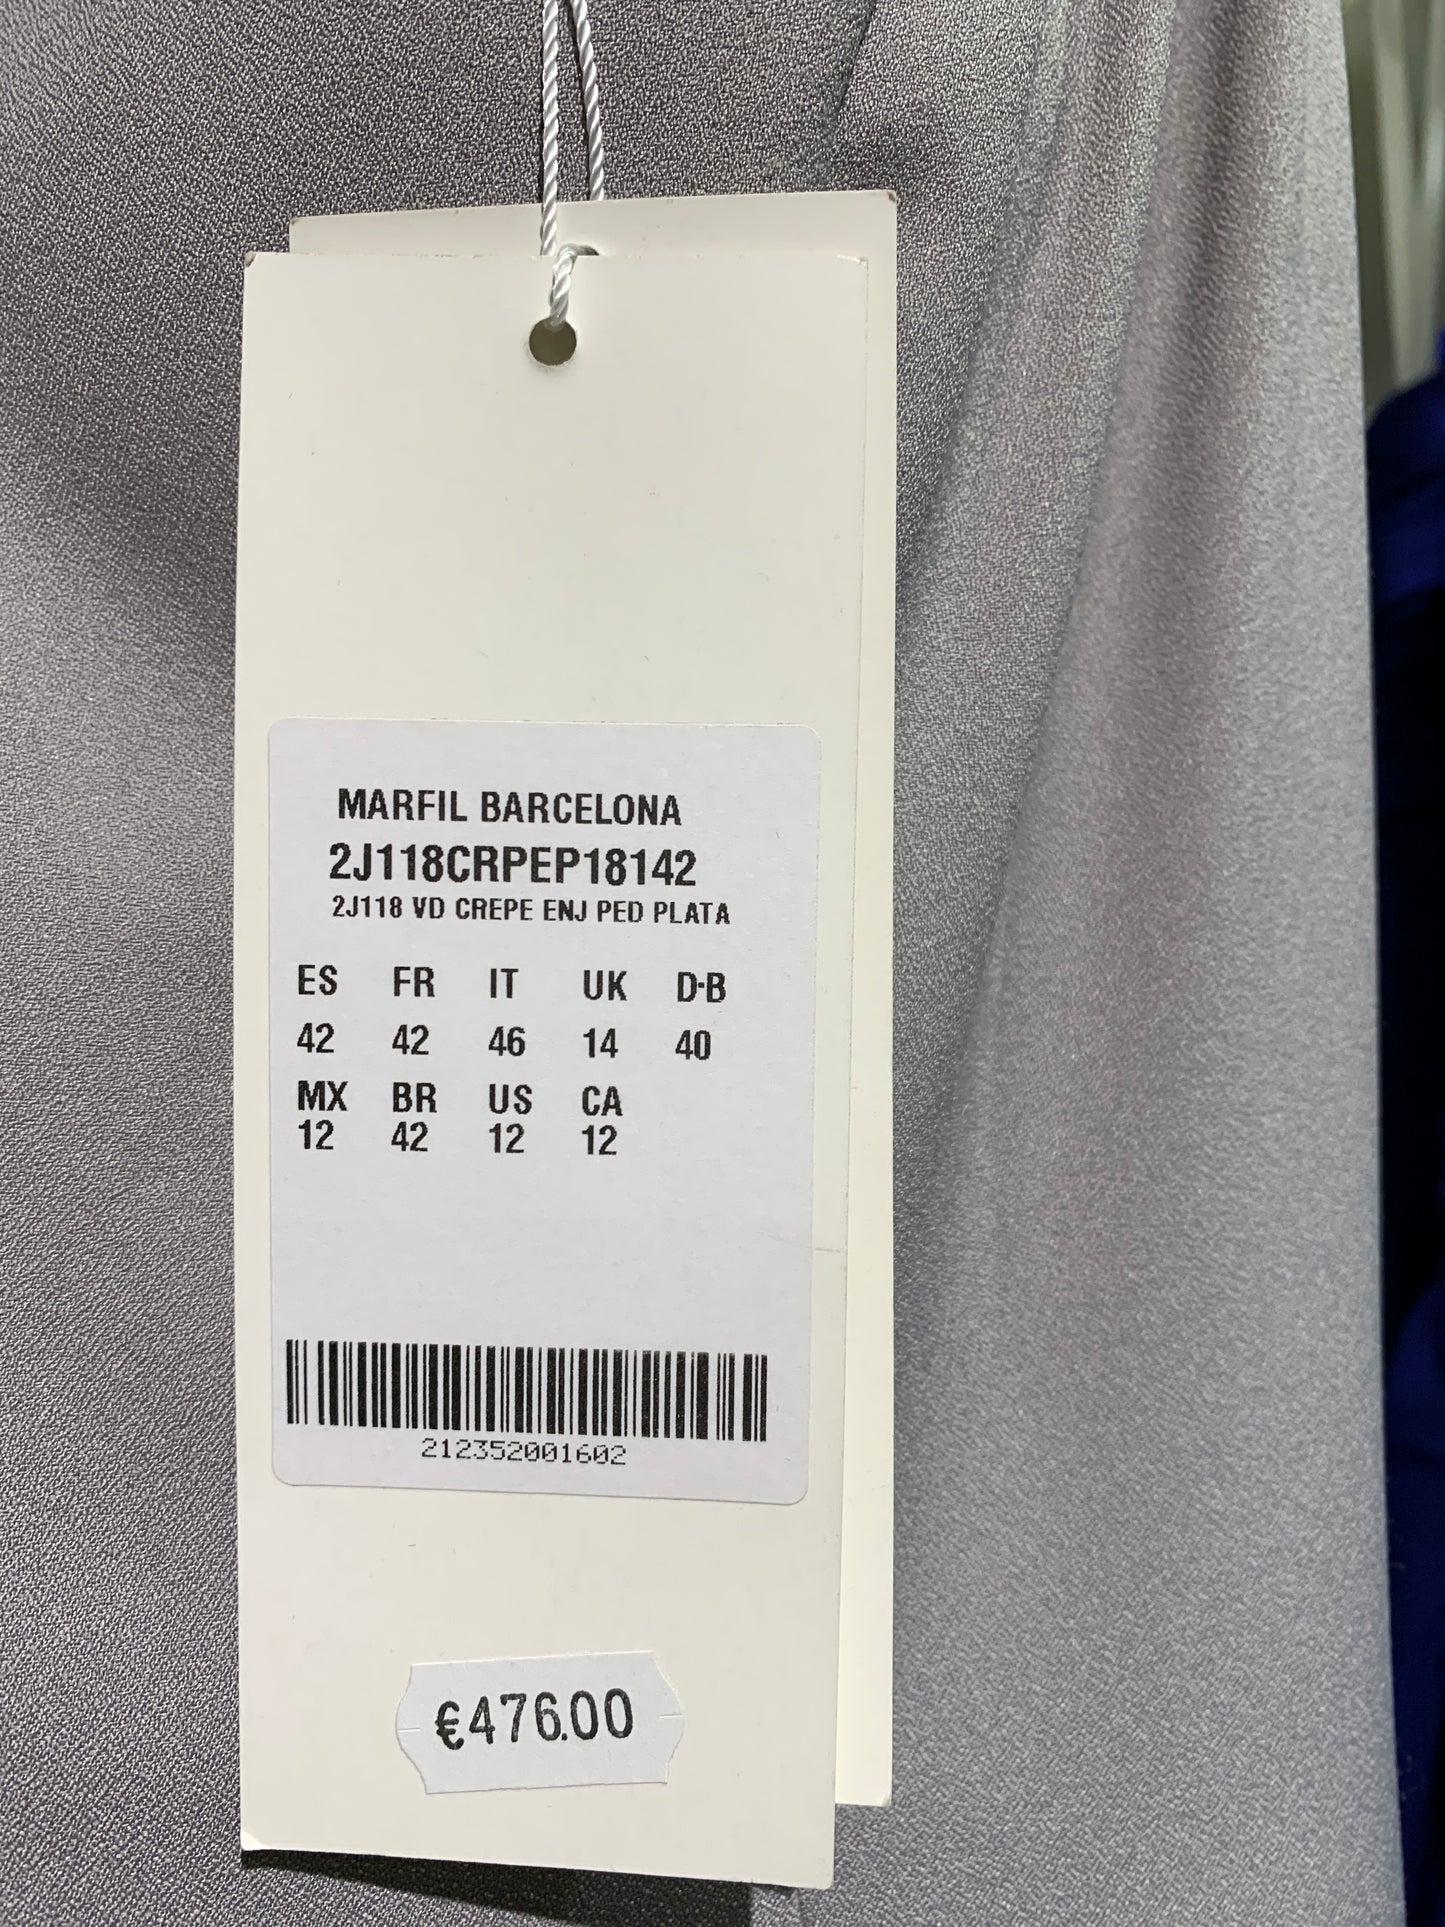 MARFIL BARCELONA
2J118CRPEP18142
2J118 VD CREPE ENJ PED PLATA
ES FR IT UK D-B
42 42 46 14 40
MX BR US CA
12 42 12 12
212352001602
€476.00